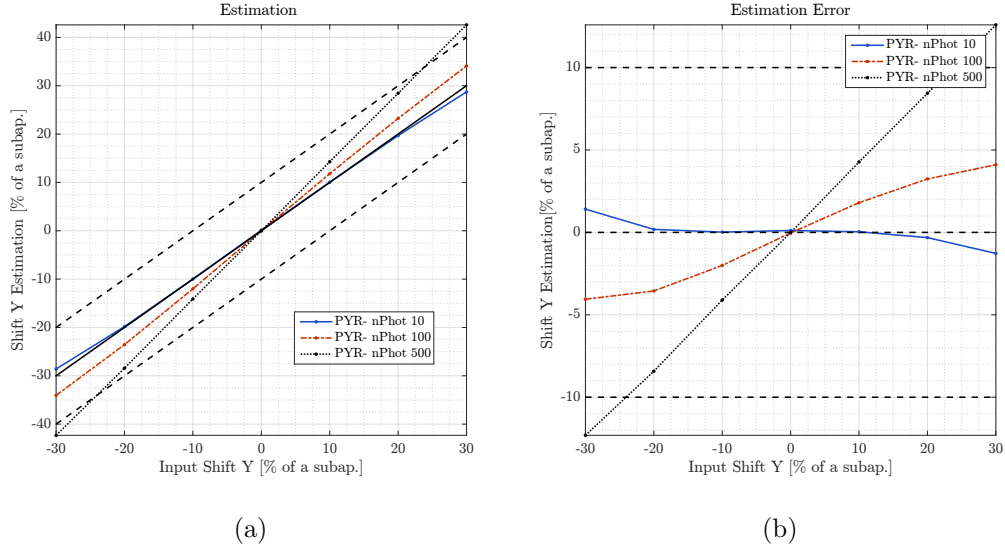 Estimation
Shift Y Estimation [% of a subap.]
40
30
20
10
0
-10
-20
-30
-40
PYR- nPhot 10
PYR- nPhot 100
PYR- nPhot 500
-30 -20 -10 0 10 20 30
Input Shift Y [% of a subap.]
(a)
Estimation Error
Shift Y Estimation[% of a subap.]
PYR- nPhot 10
PYR- nPhot 100
PYR- nPhot 500
10
5
0
-5
-10
-30 -20 -10 0 10 20 30
Input Shift Y [% of a subap.]
(b)